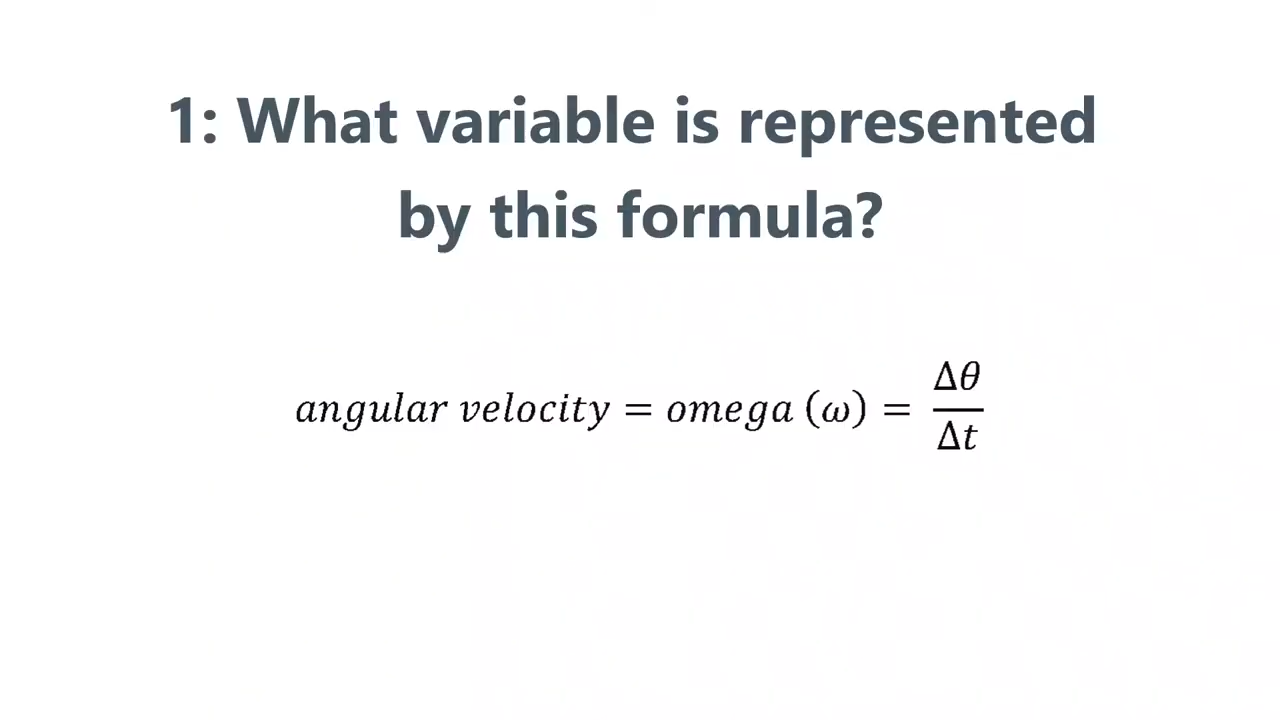 1: What variable is represented
by this formula?
angular velocity = omega (ω) = Δθ/Δt